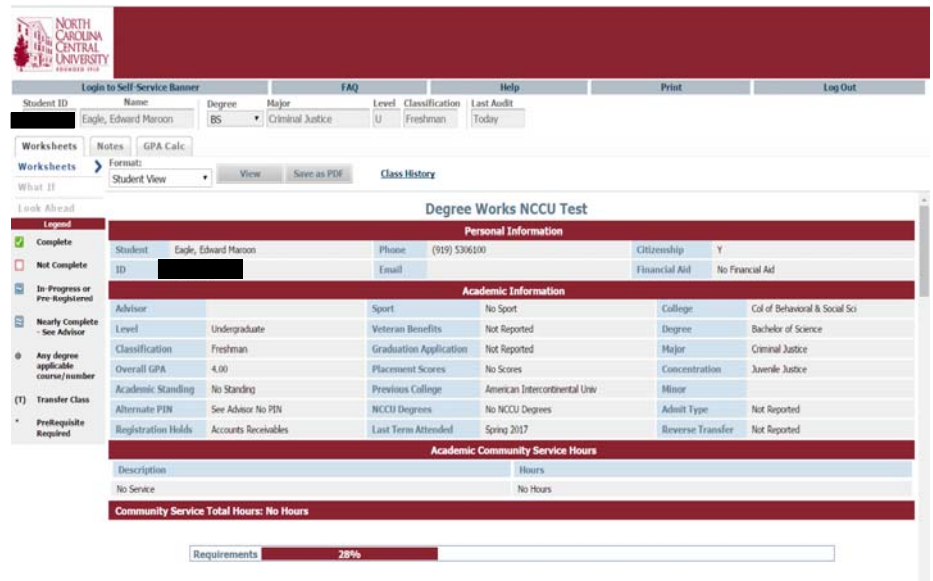 NORTH
CAROLINA
CENTRAL
UNIVERSITY
FOUNDED 1910
Login to Self-Service Banner FAQ Help Print Log Out
Student ID Name Degree Major Level Classification Last Audit
Eagle, Edward Maroon BS Criminal Justice U Freshman Today
Worksheets Notes GPA Calc
Worksheets
What If
Look Ahead
Format:
Student View View Save as PDF Class History
Legend
Complete
Not Complete
In-Progress or
Pre-Registered
Nearly Complete
- See Advisor
@ Any degree
applicable
course/number
(T) Transfer Class
* PreRequisite
Required
Degree Works NCCU Test
Personal Information
Student Eagle, Edward Maroon Phone (919) 5306100 Citizenship Y
ID Email Financial Aid No Financial Aid
Academic Information
Advisor Sport No Sport College Col of Behavioral & Social Sci
Level Undergraduate Veteran Benefits Not Reported Degree Bachelor of Science
Classification Freshman Graduation Application Not Reported Major Criminal Justice
Overall GPA 4.00 Placement Scores No Scores Concentration Juvenile Justice
Academic Standing No Standing Previous College American Intercontinental Univ Minor
Alternate PIN See Advisor No PIN NCCU Degrees No NCCU Degrees Admit Type Not Reported
Registration Holds Accounts Receivables Last Term Attended Spring 2017 Reverse Transfer Not Reported
Academic Community Service Hours
Description Hours
No Service No Hours
Community Service Total Hours: No Hours
Requirements 28%